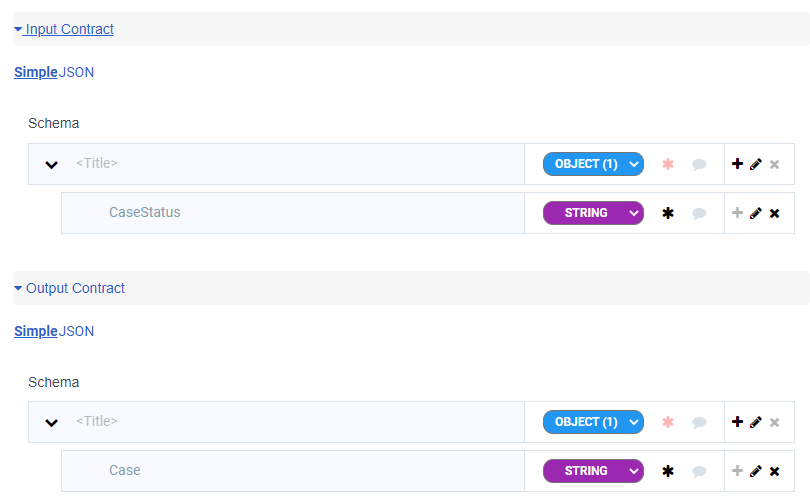 Input Contract
Simple JSON
Schema
<Title> OBJECT (1)
CaseStatus STRING
Output Contract
Simple JSON
Schema
<Title> OBJECT (1)
Case STRING